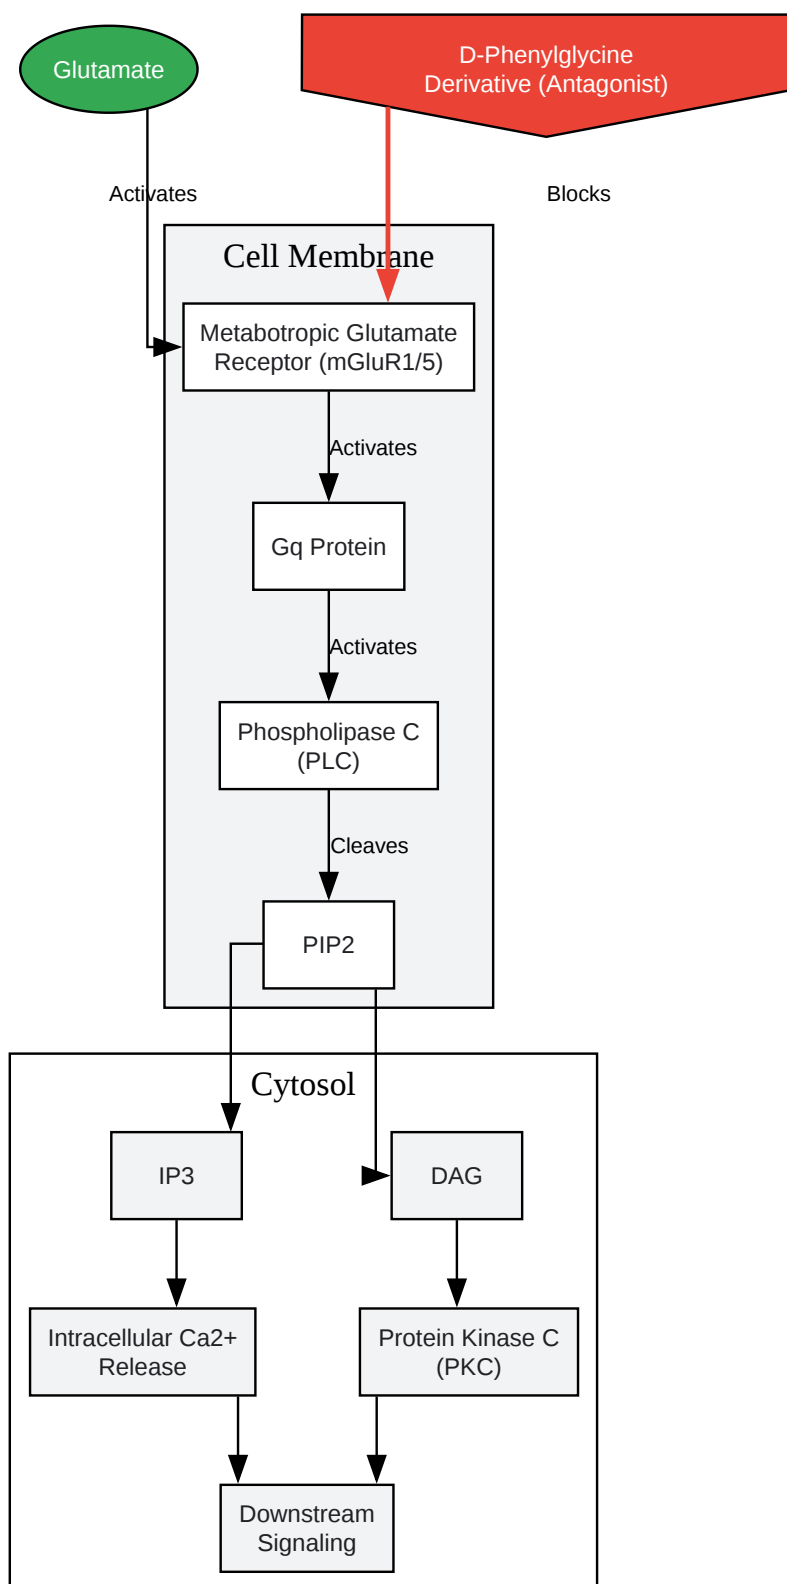 Glutamate
D-Phenylglycine
Derivative (Antagonist)
Activates
Blocks
Cell Membrane
Metabotropic Glutamate
Receptor (mGluR1/5)
Activates
Gq Protein
Activates
Phospholipase C
(PLC)
Cleaves
PIP2
Cytosol
IP3
DAG
Intracellular Ca2+
Release
Protein Kinase C
(PKC)
Downstream
Signaling